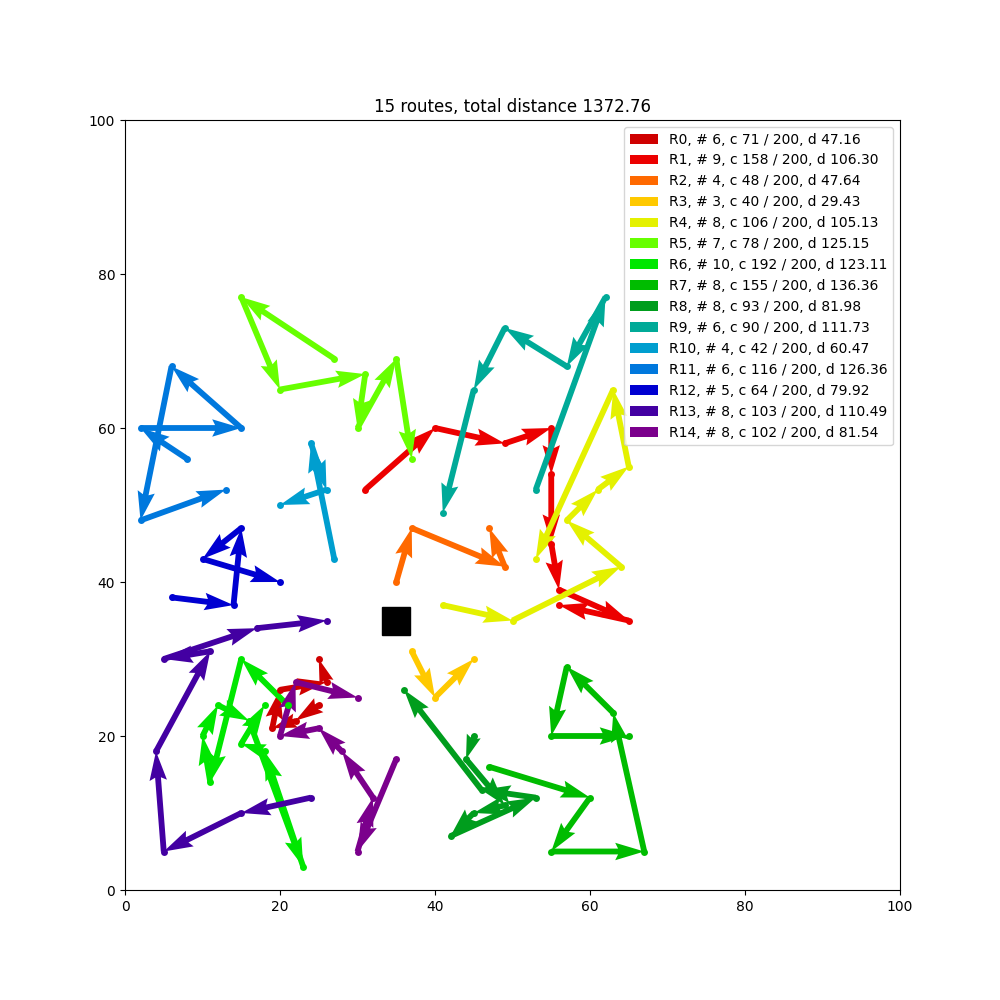 15 routes, total distance 1372.76
100
80
60
40
20
0
0
20
40
60
80
100
R0, # 6, c 71 / 200, d 47.16
R1, # 9, c 158 / 200, d 106.30
R2, # 4, c 48 / 200, d 47.64
R3, # 3, c 40 / 200, d 29.43
R4, # 8, c 106 / 200, d 105.13
R5, # 7, c 78 / 200, d 125.15
R6, # 10, c 192 / 200, d 123.11
R7, # 8, c 155 / 200, d 136.36
R8, # 8, c 93 / 200, d 81.98
R9, # 6, c 90 / 200, d 111.73
R10, # 4, c 42 / 200, d 60.47
R11, # 6, c 116 / 200, d 126.36
R12, # 5, c 64 / 200, d 79.92
R13, # 8, c 103 / 200, d 110.49
R14, # 8, c 102 / 200, d 81.54